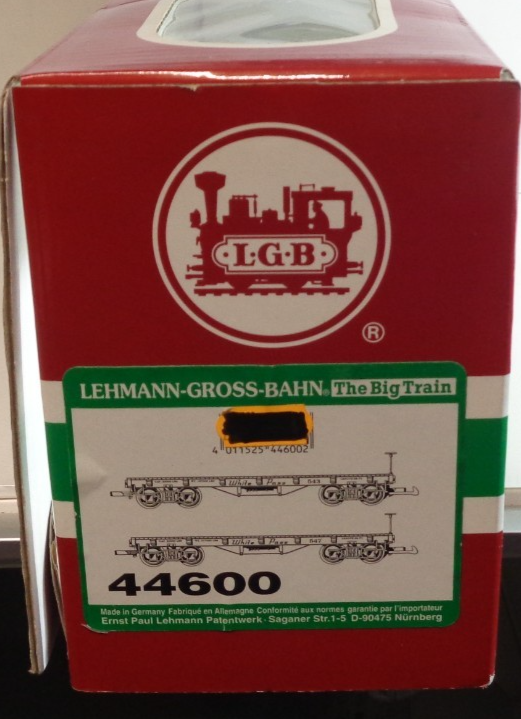 L·G·B
®
LEHMANN-GROSS-BAHN® The Big Train
4 011525 446002
White Pass 543
White Pass 542
44600
Made in Germany Fabriqué en Allemagne Conformité aux normes garantie par l'importateur
Ernst Paul Lehmann Patentwerk · Saganer Str.1-5 D-90475 Nürnberg